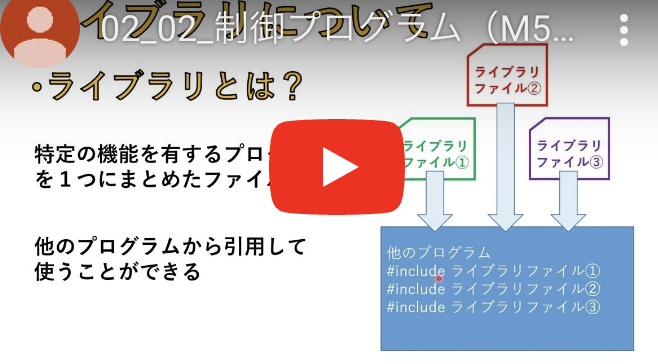 イブラリについて
02_02_制御プログラム（M5...
・ライブラリとは？
特定の機能を有するプログ
を１つにまとめたファイル
他のプログラムから引用して
使うことができる
ライブラリ
ファイル②
ライブラリ
ファイル①
ライブラリ
ファイル③
他のプログラム
#include ライブラリファイル①
#include ライブラリファイル②
#include ライブラリファイル③